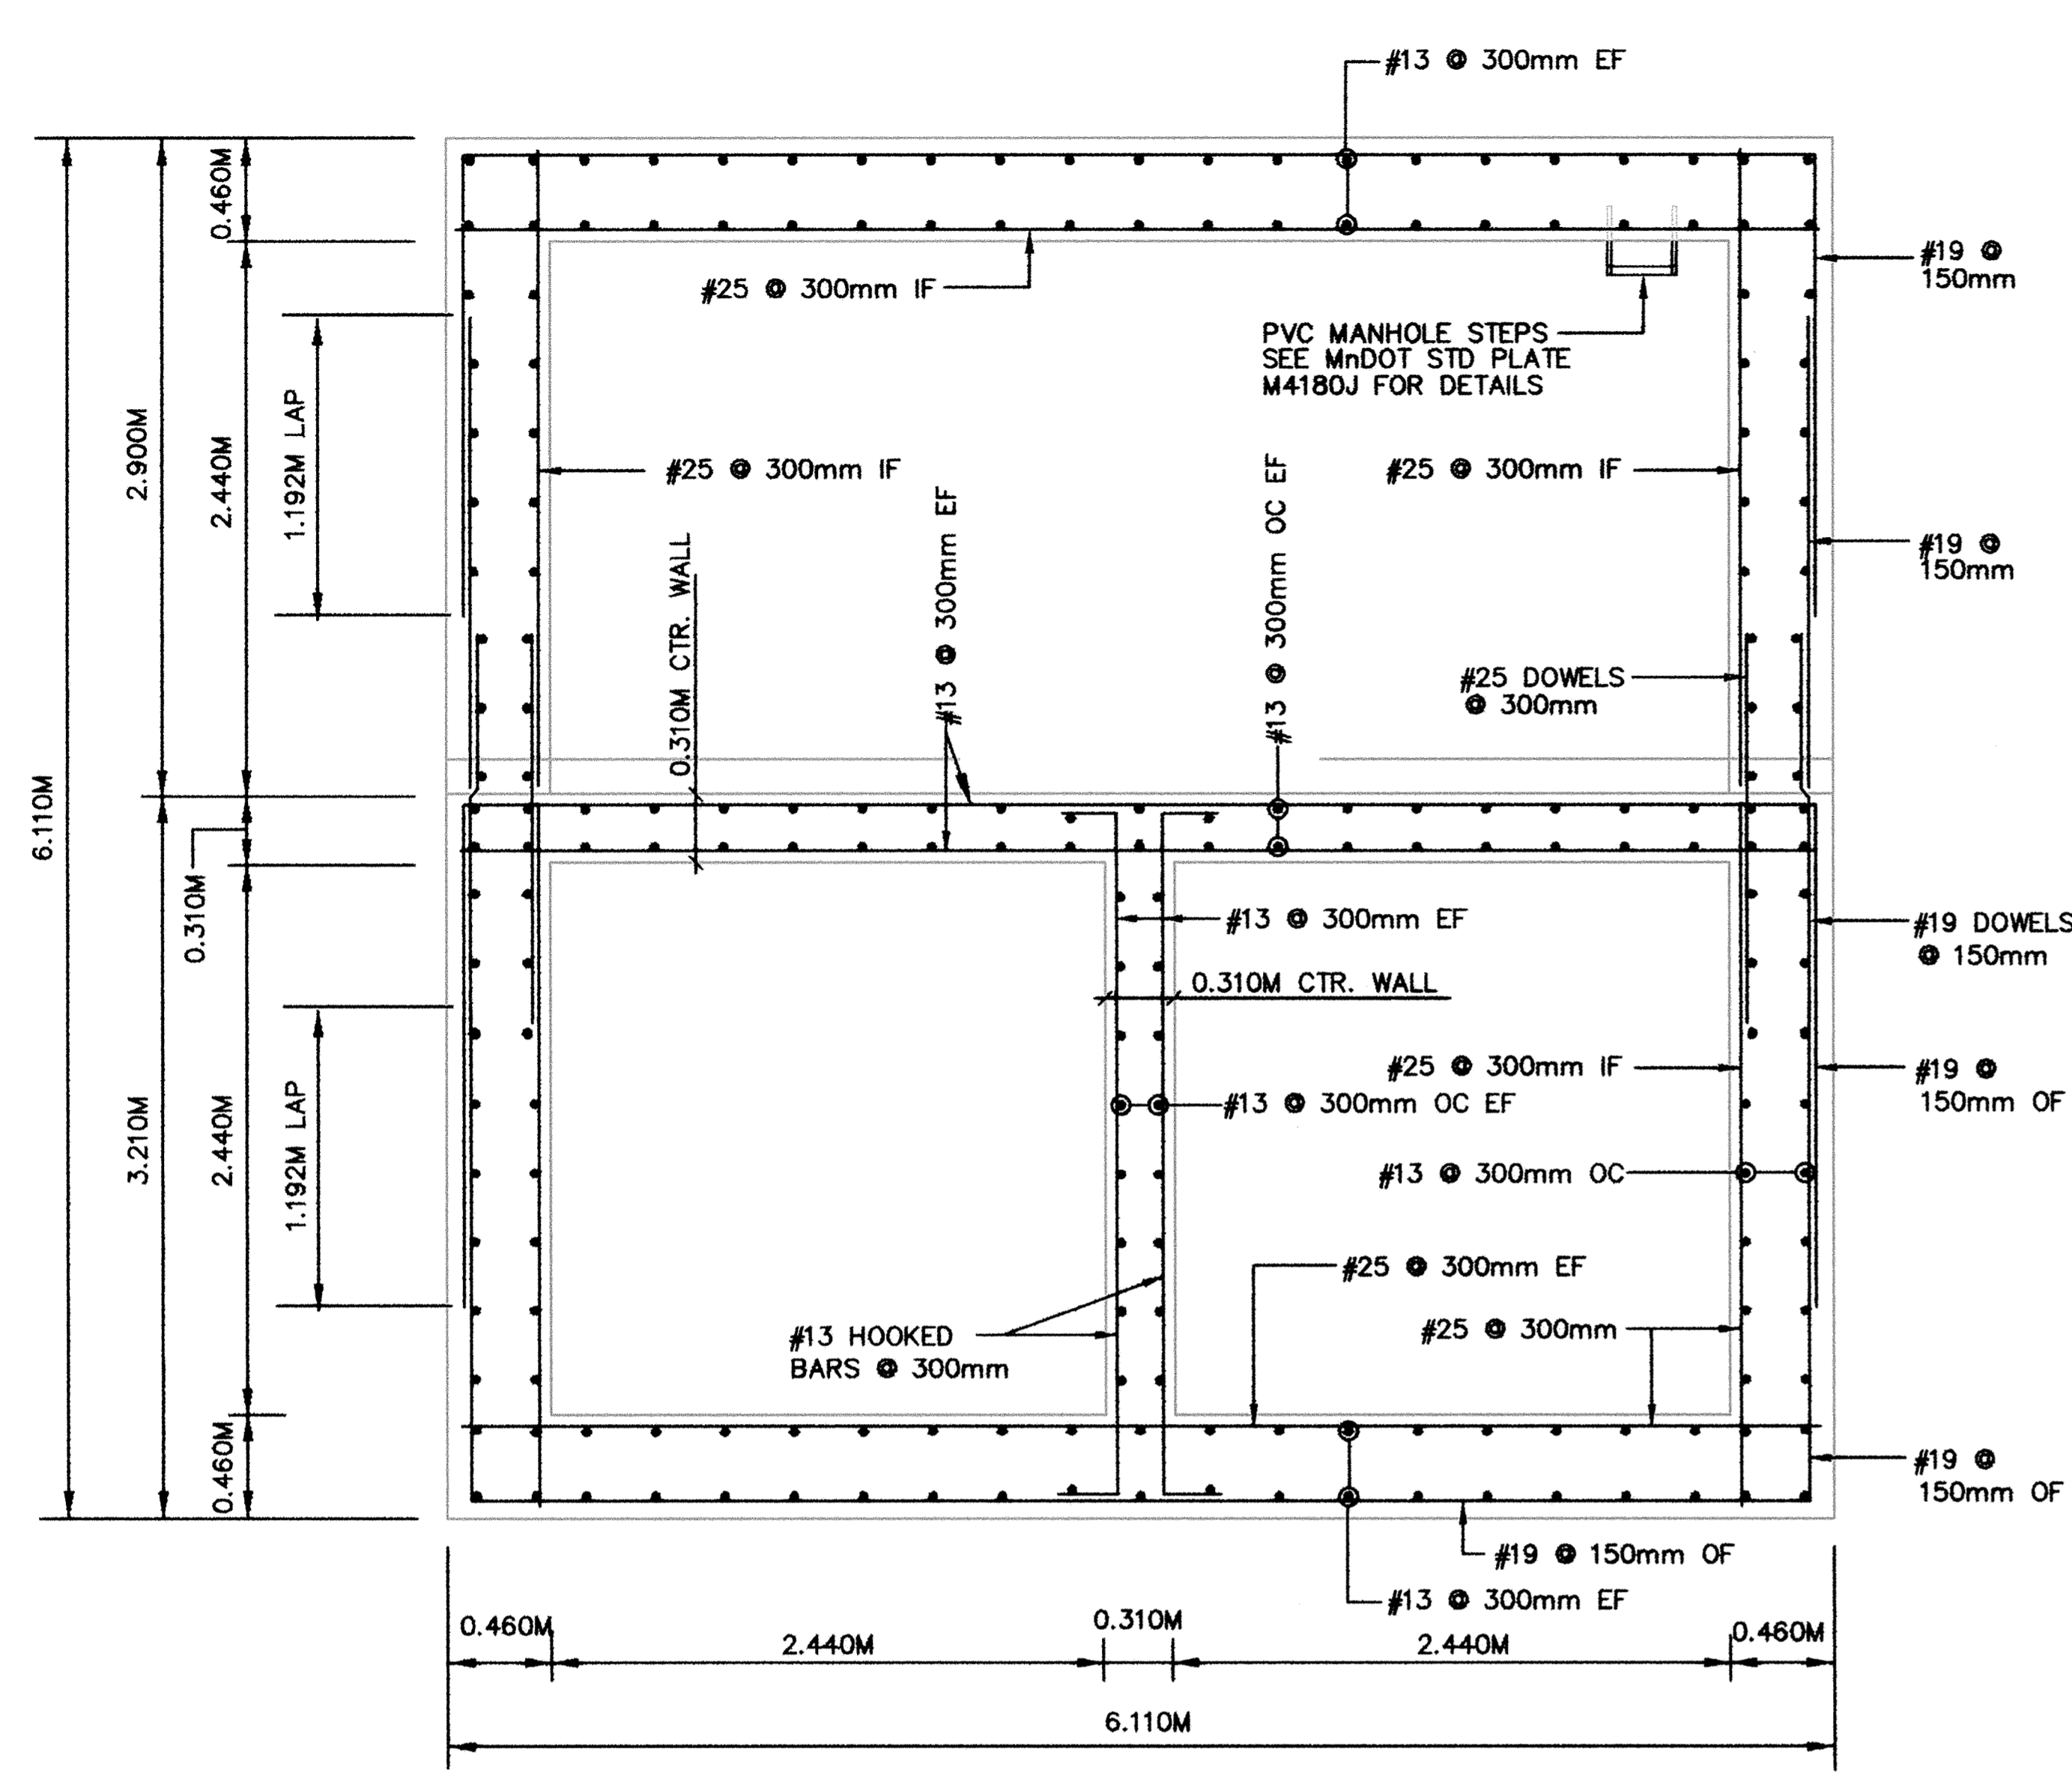 #13 @ 300mm EF
0.460M
#19 @
150mm
#25 @ 300mm IF
PVC MANHOLE STEPS
SEE MnDOT STD PLATE
M4180J FOR DETAILS
2.900M
2.440M
1.192M LAP
#25 @ 300mm IF
#25 @ 300mm IF
#19 @
150mm
0.310M CTR. WALL
#13 @ 300mm EF
#13 @ 300mm OC EF
#25 DOWELS
@ 300mm
6.110M
0.310M
#13 @ 300mm EF
#19 DOWELS
@ 150mm
0.310M CTR. WALL
#25 @ 300mm IF
#19 @
150mm OF
#13 @ 300mm OC EF
3.210M
2.440M
1.192M LAP
#13 @ 300mm OC
#25 @ 300mm EF
#25 @ 300mm
#13 HOOKED
BARS @ 300mm
0.460M
#19 @
150mm OF
#19 @ 150mm OF
#13 @ 300mm EF
0.460M
2.440M
0.310M
2.440M
0.460M
6.110M